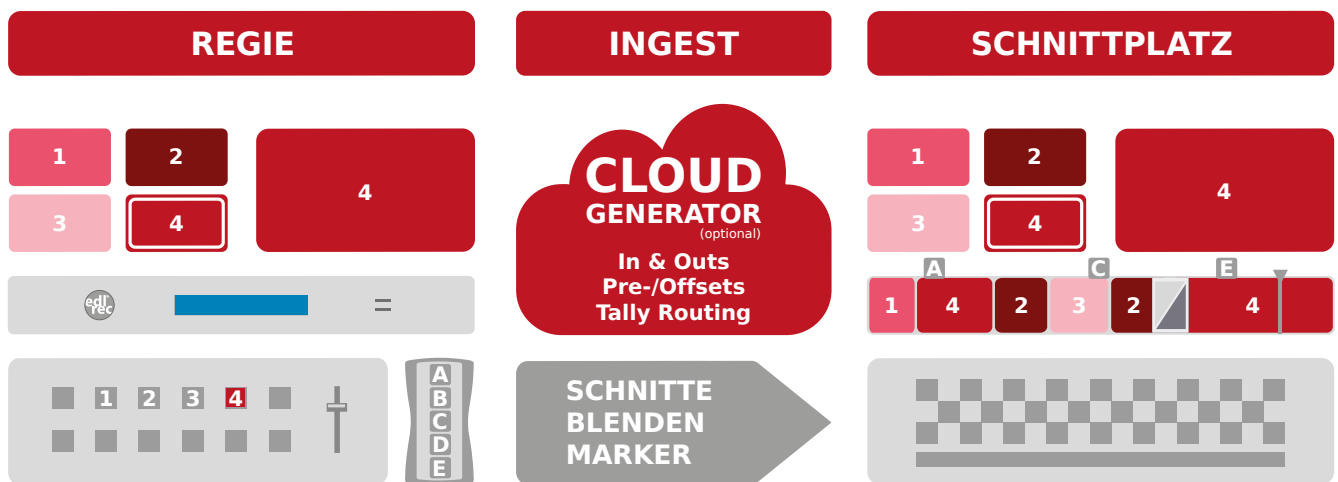 REGIE
INGEST
SCHNITTPLATZ
1
2
3
4
4
edl
rec
1
2
3
4
A
B
C
D
E
CLOUD
GENERATOR
(optional)
In & Outs
Pre-/Offsets
Tally Routing
SCHNITTE
BLENDEN
MARKER
1
2
3
4
4
A
C
E
1
4
2
3
2
4